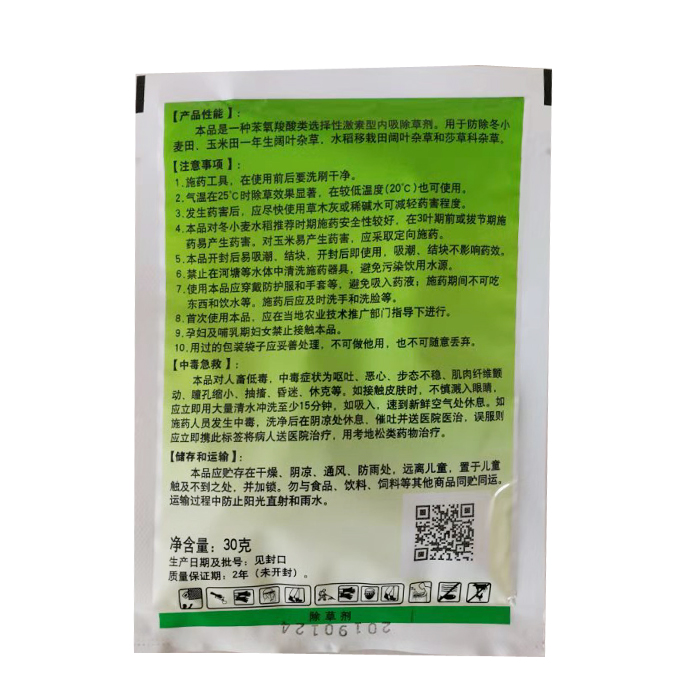 【产品性能】：
本品是一种苯氧羧酸类选择性激素型内吸除草剂。用于防除冬小
麦田，玉米田一年生阔叶杂草，水稻移栽田阔叶杂草和莎草科杂草。
【注意事项】：
1.施药工具，在使用前后要洗刷干净。
2.气温在25℃时除草效果显著，在较低温度(20℃)也可使用。
3.发生药害后，应尽快使用草木灰或稀碱水可减轻药害程度。
4.本品对冬小麦水稻推荐时期施药安全性较好，在3叶期前或拔节期施
药易产生药害。对玉米易产生药害，应采取定向施药。
5.本品开封后易吸潮、结块，开封后即使用，吸潮、结块不影响药效。
6.禁止在河塘等水体中清洗施药器具，避免污染饮用水源。
7.使用本品应穿戴防护服和手套等，避免吸入药液；施药期间不可吃
东西和饮水等。施药后应及时洗手和洗脸等。
8.首次使用本品，应在当地农业技术推广部门指导下进行。
9.孕妇及哺乳期妇女禁止接触本品。
10.用过的包装袋子应妥善处理，不可做他用，也不可随意丢弃。
【中毒急救】：
本品对人畜低毒，中毒症状为呕吐、恶心、步态不稳、肌肉纤维颤
动、瞳孔缩小、抽搐、昏迷、休克等。如接触皮肤时，不慎溅入眼睛，
应立即用大量清水冲洗至少15分钟，如吸入，速到新鲜空气处休息。如
施药人员发生中毒，洗净后在阴凉处休息、催吐并送医院医治，误服则
应立即携此标签将病人送医院治疗，用考地松类药物治疗。
【储存和运输】：
本品应贮存在干燥、阴凉、通风、防雨处，远离儿童，置于儿童
触及不到之处、并加锁。勿与食品、饮料、饲料等其他商品同贮同运。
运输过程中防止阳光直射和雨水。
净含量：30克
生产日期及批号：见封口
质量保证期：2年（未开封）。
除草剂
20190124